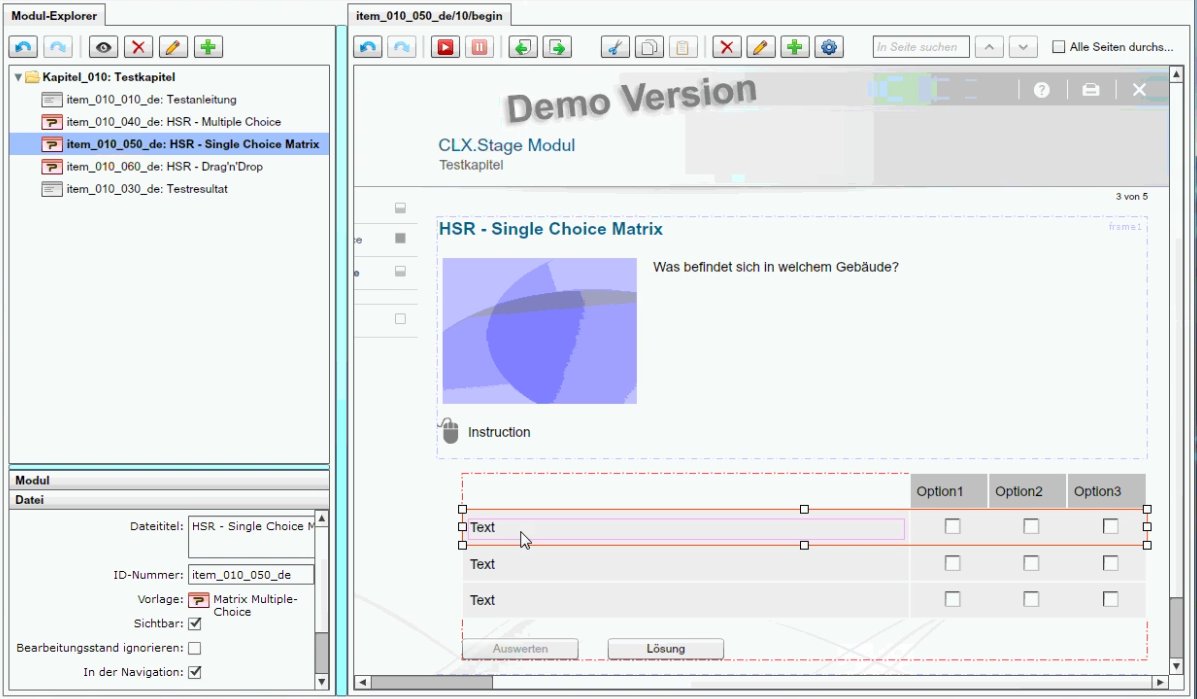 Modul-Explorer
item_010_050_de/10/begin
In Seite suchen
Alle Seiten durchs...
Kapitel_010: Testkapitel
item_010_010_de: Testanleitung
item_010_040_de: HSR - Multiple Choice
item_010_050_de: HSR - Single Choice Matrix
item_010_060_de: HSR - Drag'n'Drop
item_010_030_de: Testresultat
Modul
Datei
Dateititel: HSR - Single Choice M
ID-Nummer: item_010_050_de
Vorlage: Matrix Multiple-
Choice
Sichtbar:
Bearbeitungsstand ignorieren:
In der Navigation:
Demo Version
CLX.Stage Modul
Testkapitel
3 von 5
HSR - Single Choice Matrix
frame1
Was befindet sich in welchem Gebäude?
Instruction
Option1 Option2 Option3
Text
Text
Text
Auswerten Lösung